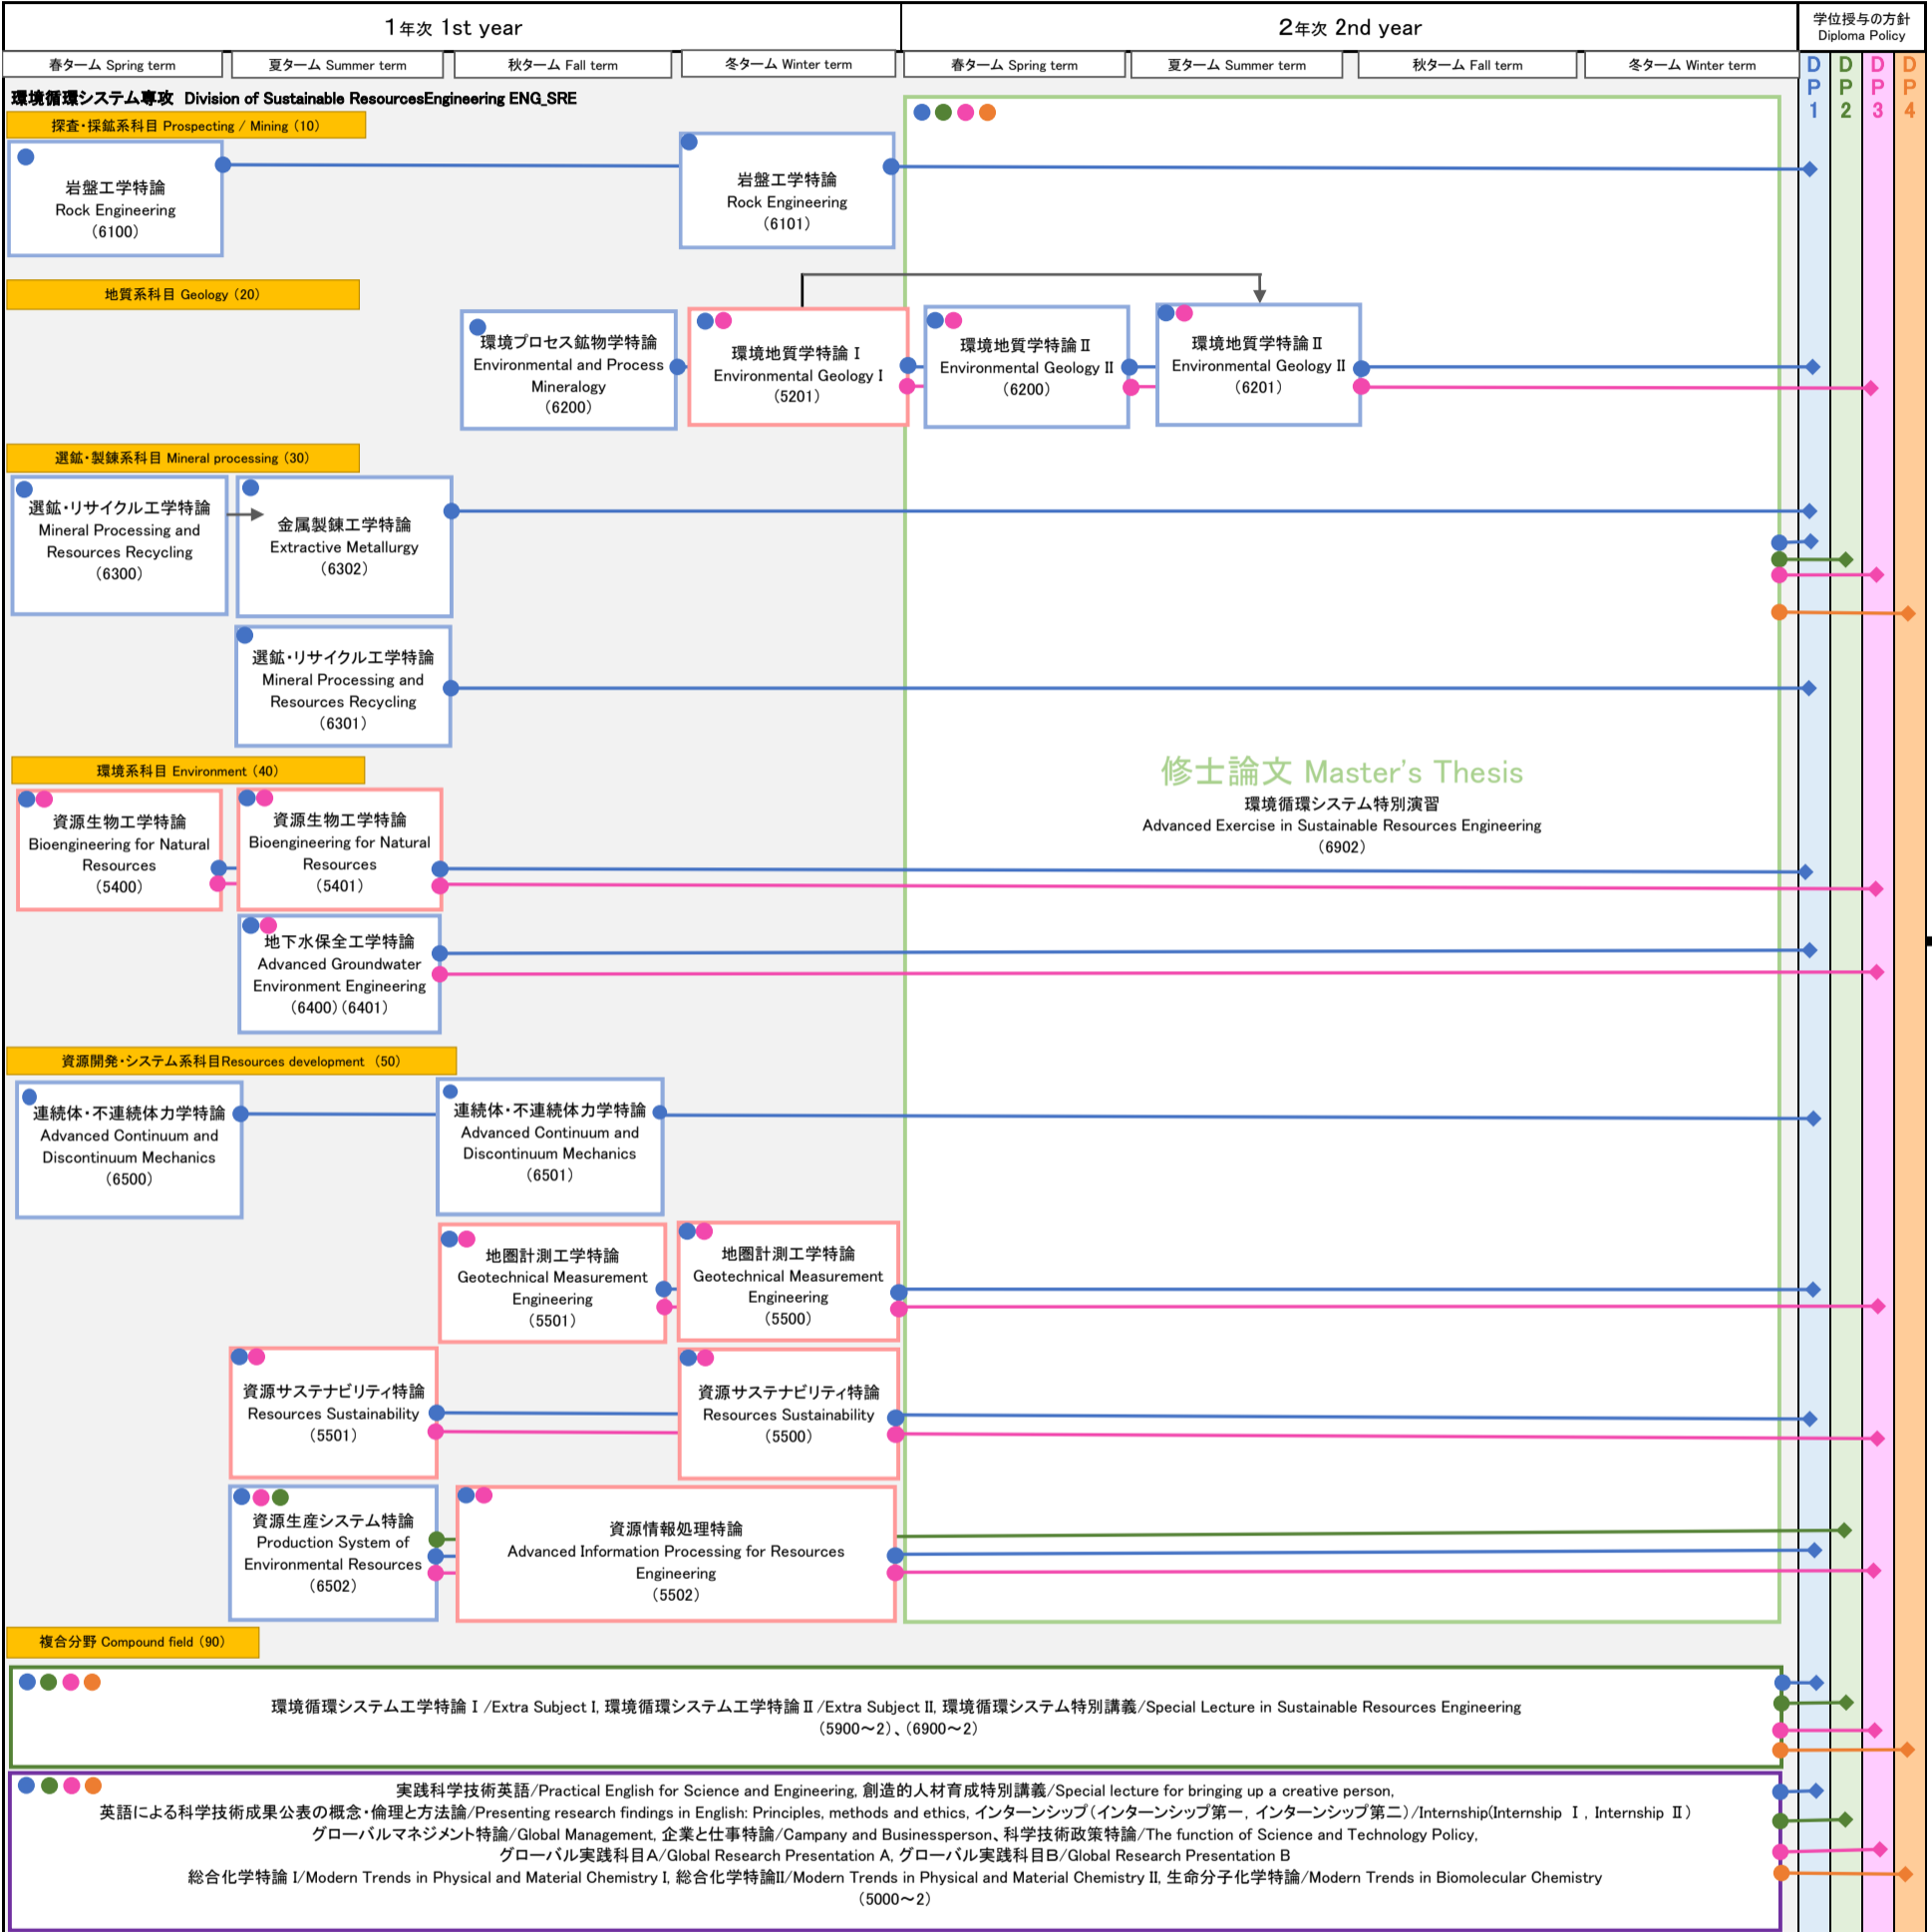 1年次 1st year
2年次 2nd year
学位授与の方針
Diploma Policy
春ターム Spring term
夏ターム Summer term
秋ターム Fall term
冬ターム Winter term
春ターム Spring term
夏ターム Summer term
秋ターム Fall term
冬ターム Winter term
DP1
DP2
DP3
DP4
環境循環システム専攻 Division of Sustainable ResourcesEngineering ENG_SRE
探査・採鉱系科目 Prospecting / Mining (10)
岩盤工学特論
Rock Engineering
(6100)
岩盤工学特論
Rock Engineering
(6101)
地質系科目 Geology (20)
環境プロセス鉱物学特論
Environmental and Process
Mineralogy
(6200)
環境地質学特論Ⅰ
Environmental Geology I
(5201)
環境地質学特論Ⅱ
Environmental Geology II
(6200)
環境地質学特論Ⅱ
Environmental Geology II
(6201)
選鉱・製錬系科目 Mineral processing (30)
選鉱・リサイクル工学特論
Mineral Processing and
Resources Recycling
(6300)
金属製錬工学特論
Extractive Metallurgy
(6302)
選鉱・リサイクル工学特論
Mineral Processing and
Resources Recycling
(6301)
修士論文 Master's Thesis
環境循環システム特別演習
Advanced Exercise in Sustainable Resources Engineering
(6902)
環境系科目 Environment (40)
資源生物工学特論
Bioengineering for Natural
Resources
(5400)
資源生物工学特論
Bioengineering for Natural
Resources
(5401)
地下水保全工学特論
Advanced Groundwater
Environment Engineering
(6400)(6401)
資源開発・システム系科目Resources development (50)
連続体・不連続体力学特論
Advanced Continuum and
Discontinuum Mechanics
(6500)
連続体・不連続体力学特論
Advanced Continuum and
Discontinuum Mechanics
(6501)
地圏計測工学特論
Geotechnical Measurement
Engineering
(5501)
地圏計測工学特論
Geotechnical Measurement
Engineering
(5500)
資源サステナビリティ特論
Resources Sustainability
(5501)
資源サステナビリティ特論
Resources Sustainability
(5500)
資源生産システム特論
Production System of
Environmental Resources
(6502)
資源情報処理特論
Advanced Information Processing for Resources
Engineering
(5502)
複合分野 Compound field (90)
環境循環システム工学特論Ⅰ/Extra Subject I, 環境循環システム工学特論Ⅱ/Extra Subject II, 環境循環システム特別講義/Special Lecture in Sustainable Resources Engineering
(5900～2)、(6900～2)
実践科学技術英語/Practical English for Science and Engineering, 創造的人材育成特別講義/Special lecture for bringing up a creative person,
英語による科学技術成果公表の概念・倫理と方法論/Presenting research findings in English: Principles, methods and ethics, インターンシップ（インターンシップ第一, インターンシップ第二）/Internship(Internship Ⅰ, Internship Ⅱ)
グローバルマネジメント特論/Global Management, 企業と仕事特論/Campany and Businessperson、科学技術政策特論/The function of Science and Technology Policy,
グローバル実践科目A/Global Research Presentation A, グローバル実践科目B/Global Research Presentation B
総合化学特論 I/Modern Trends in Physical and Material Chemistry I, 総合化学特論II/Modern Trends in Physical and Material Chemistry II, 生命分子化学特論/Modern Trends in Biomolecular Chemistry
(5000～2)